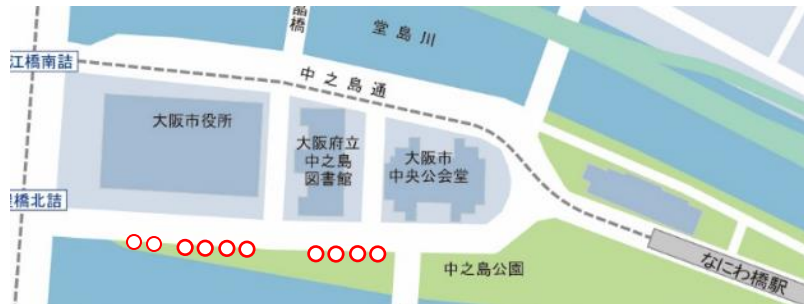 堂島川
江橋南詰
中之島通
大阪市役所
大阪府立
中之島
図書館
大阪市
中央公会堂
橋北詰
中之島公園
なにわ橋駅